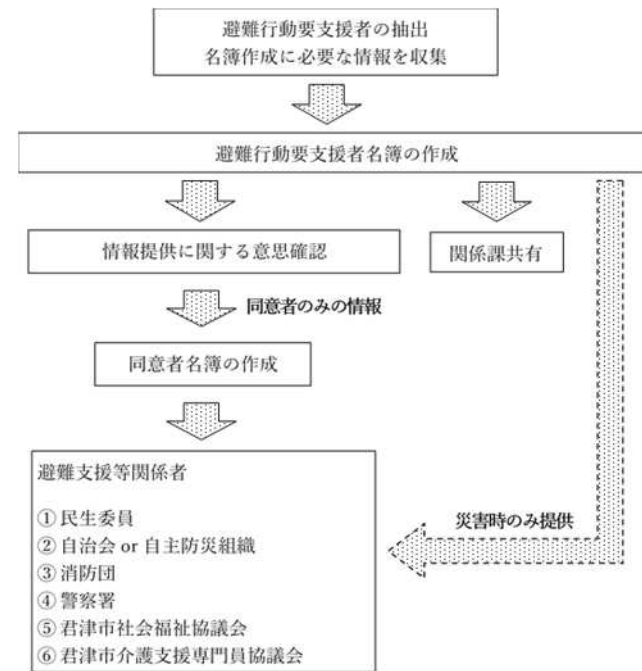 避難行動要支援者の抽出
名簿作成に必要な情報を収集
避難行動要支援者名簿の作成
情報提供に関する意思確認
関係課共有
同意者のみの情報
同意者名簿の作成
避難支援等関係者
① 民生委員
② 自治会 or 自主防災組織
③ 消防団
④ 警察署
⑤ 君津市社会福祉協議会
⑥ 君津市介護支援専門員協議会
災害時のみ提供